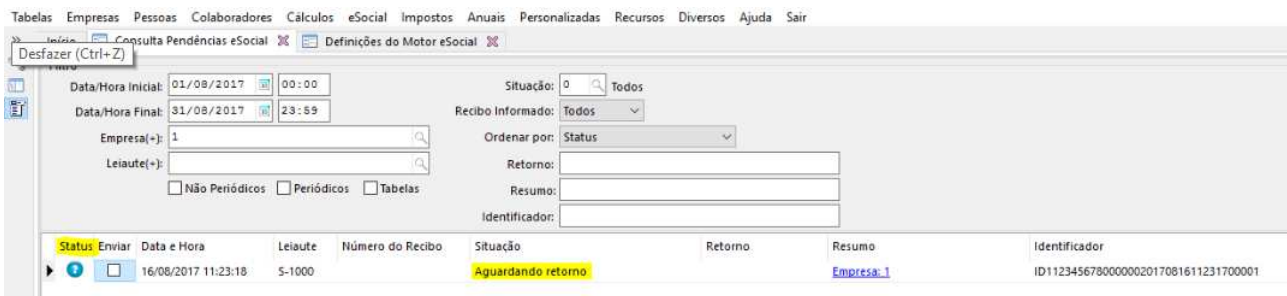 Tabelas Empresas Pessoas Colaboradores Cálculos eSocial Impostos Anuais Personalizadas Recursos Diversos Ajuda Sair
» Início Consulta Pendências eSocial Definições do Motor eSocial
Desfazer (Ctrl+Z)
Filtro
Data/Hora Inicial: 01/08/2017 00:00 Situação: 0 Todos
Data/Hora Final: 31/08/2017 23:59 Recibo Informado: Todos
Empresa(+): 1 Ordenar por: Status
Leiaute(+): Retorno:
Não Periódicos Periódicos Tabelas Resumo:
Identificador:
Status Enviar Data e Hora Leiaute Número do Recibo Situação Retorno Resumo Identificador
16/08/2017 11:23:18 S-1000 Aguardando retorno Empresa: 1 ID1123456780000002017081611231700001